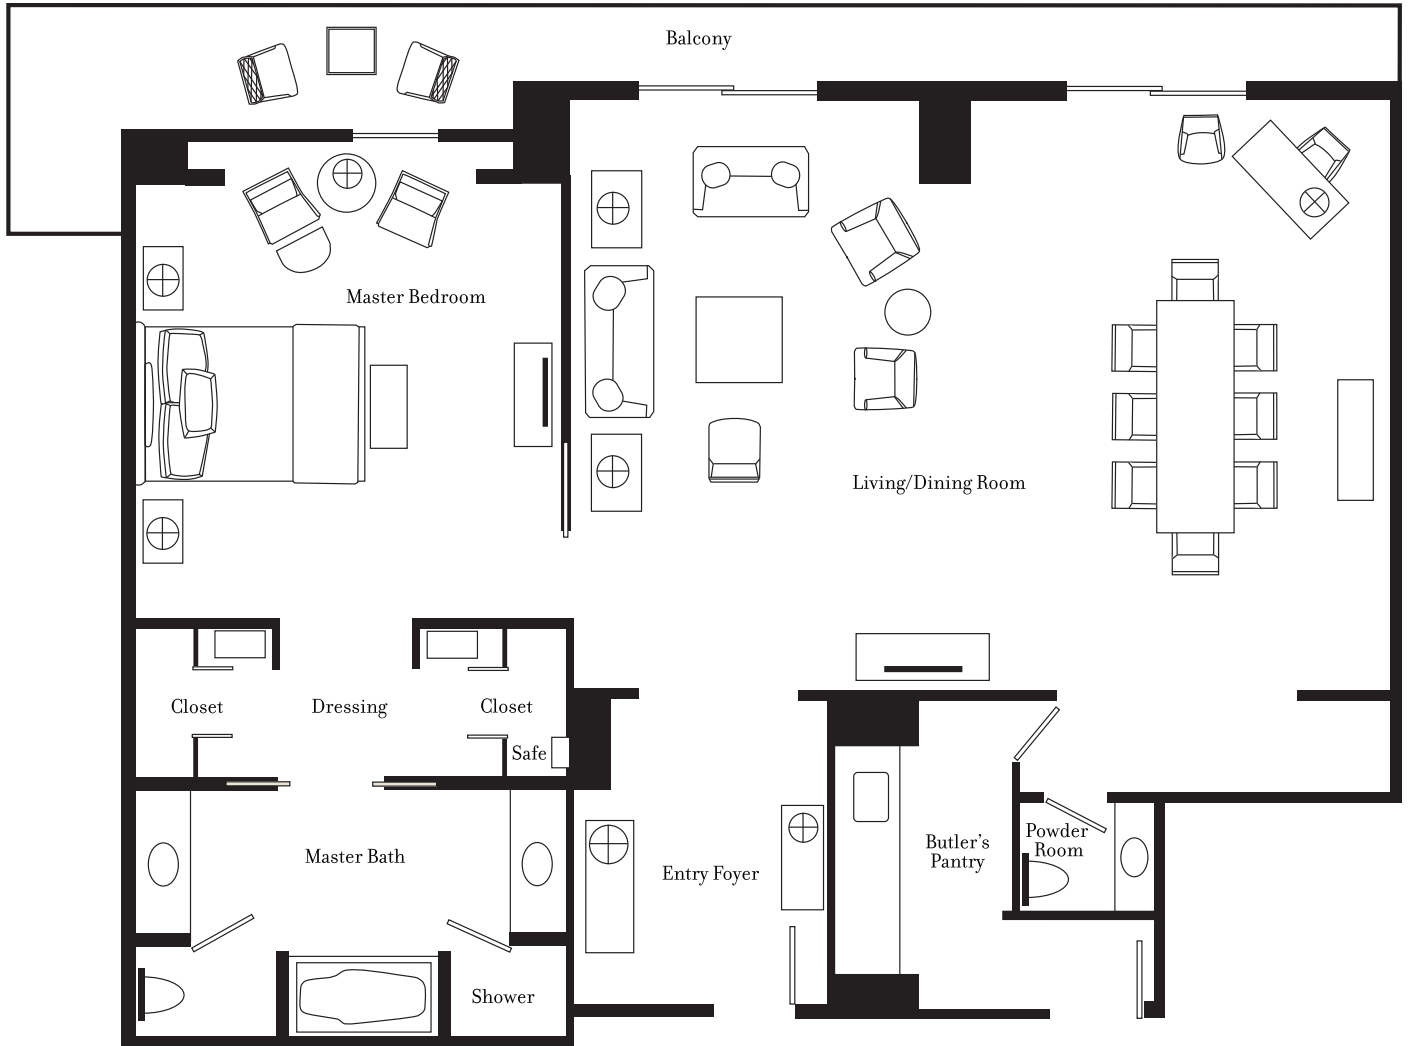 Balcony
Master Bedroom
Living/Dining Room
Closet
Dressing
Closet
Safe
Master Bath
Entry Foyer
Butler’s
Pantry
Powder
Room
Shower